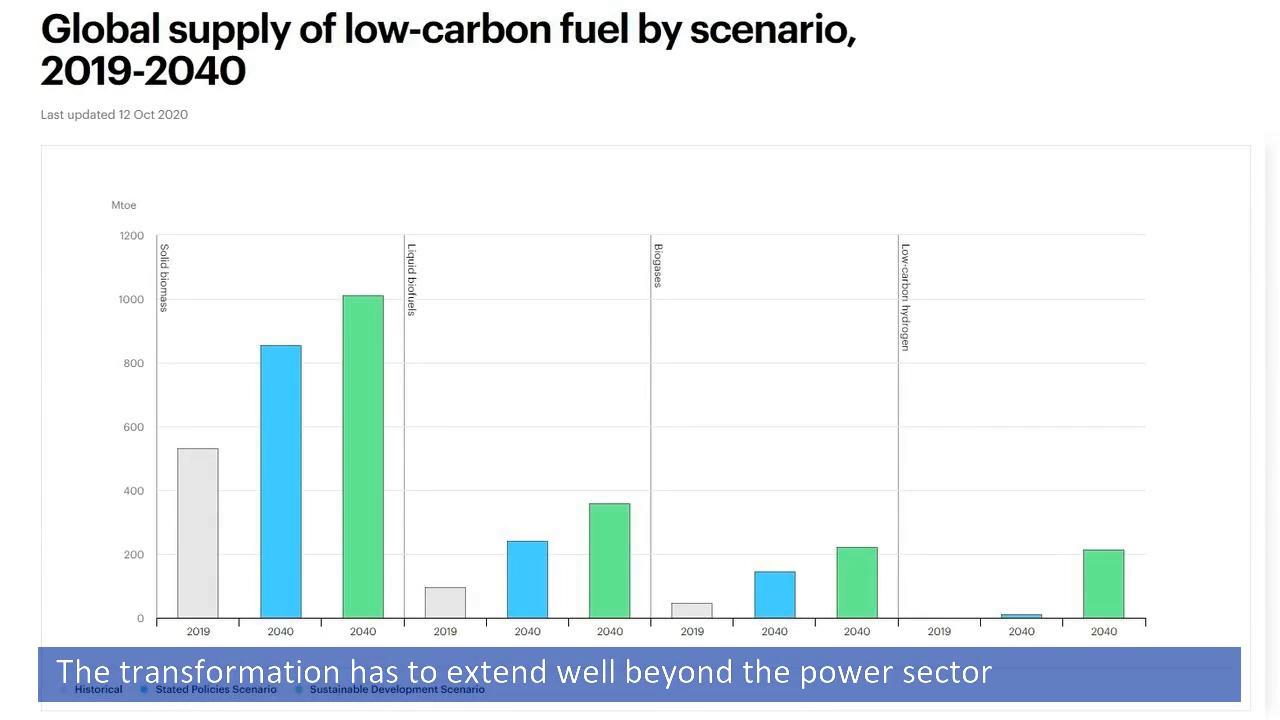 Global supply of low-carbon fuel by scenario,
2019-2040
Last updated 12 Oct 2020
Mtoe
1200
1000
800
600
400
200
0
Solid biomass
Liquid biofuels
Biogases
Low-carbon hydrogen
2019 2040 2040 2019 2040 2040 2019 2040 2040 2019 2040 2040
The transformation has to extend well beyond the power sector
Historical Stated Policies Scenario Sustainable Development Scenario